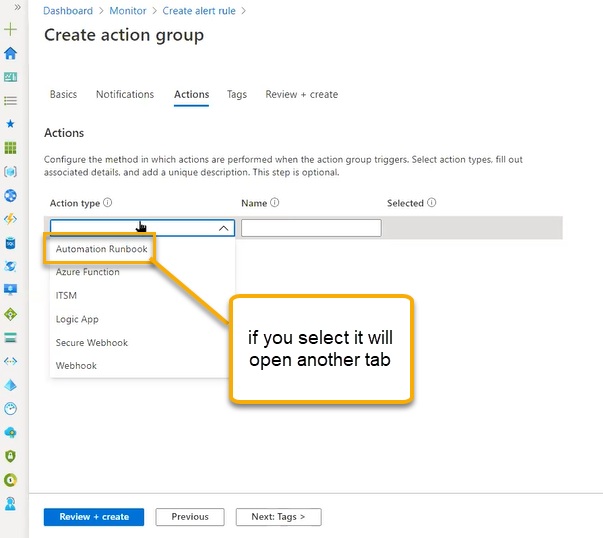 Dashboard > Monitor > Create alert rule >
Create action group
Basics Notifications Actions Tags Review + create
Actions
Configure the method in which actions are performed when the action group triggers. Select action types, fill out
associated details, and add a unique description. This step is optional.
Action type Name Selected
Automation Runbook
Azure Function
ITSM
Logic App
Secure Webhook
Webhook
if you select it will
open another tab
Review + create Previous Next: Tags >